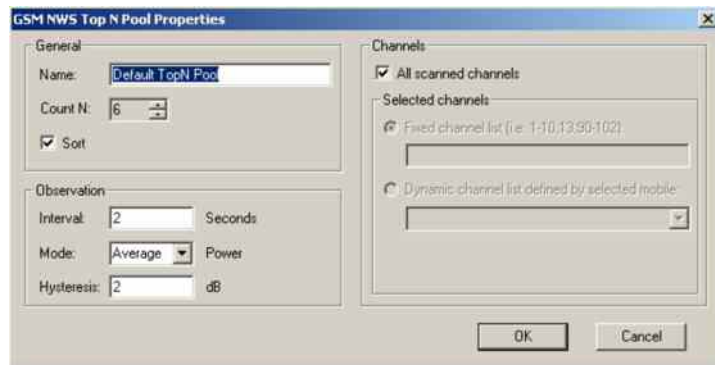 GSM NWS Top N Pool Properties
General
Name: Default TopN Pool
Count N: 6
Sort
Observation
Interval: 2 Seconds
Mode: Average Power
Hysteresis: 2 dB
Channels
All scanned channels
Selected channels
Fixed channel list (i.e. 1-10,13,90-102):
Dynamic channel list defined by selected mobile:
OK Cancel